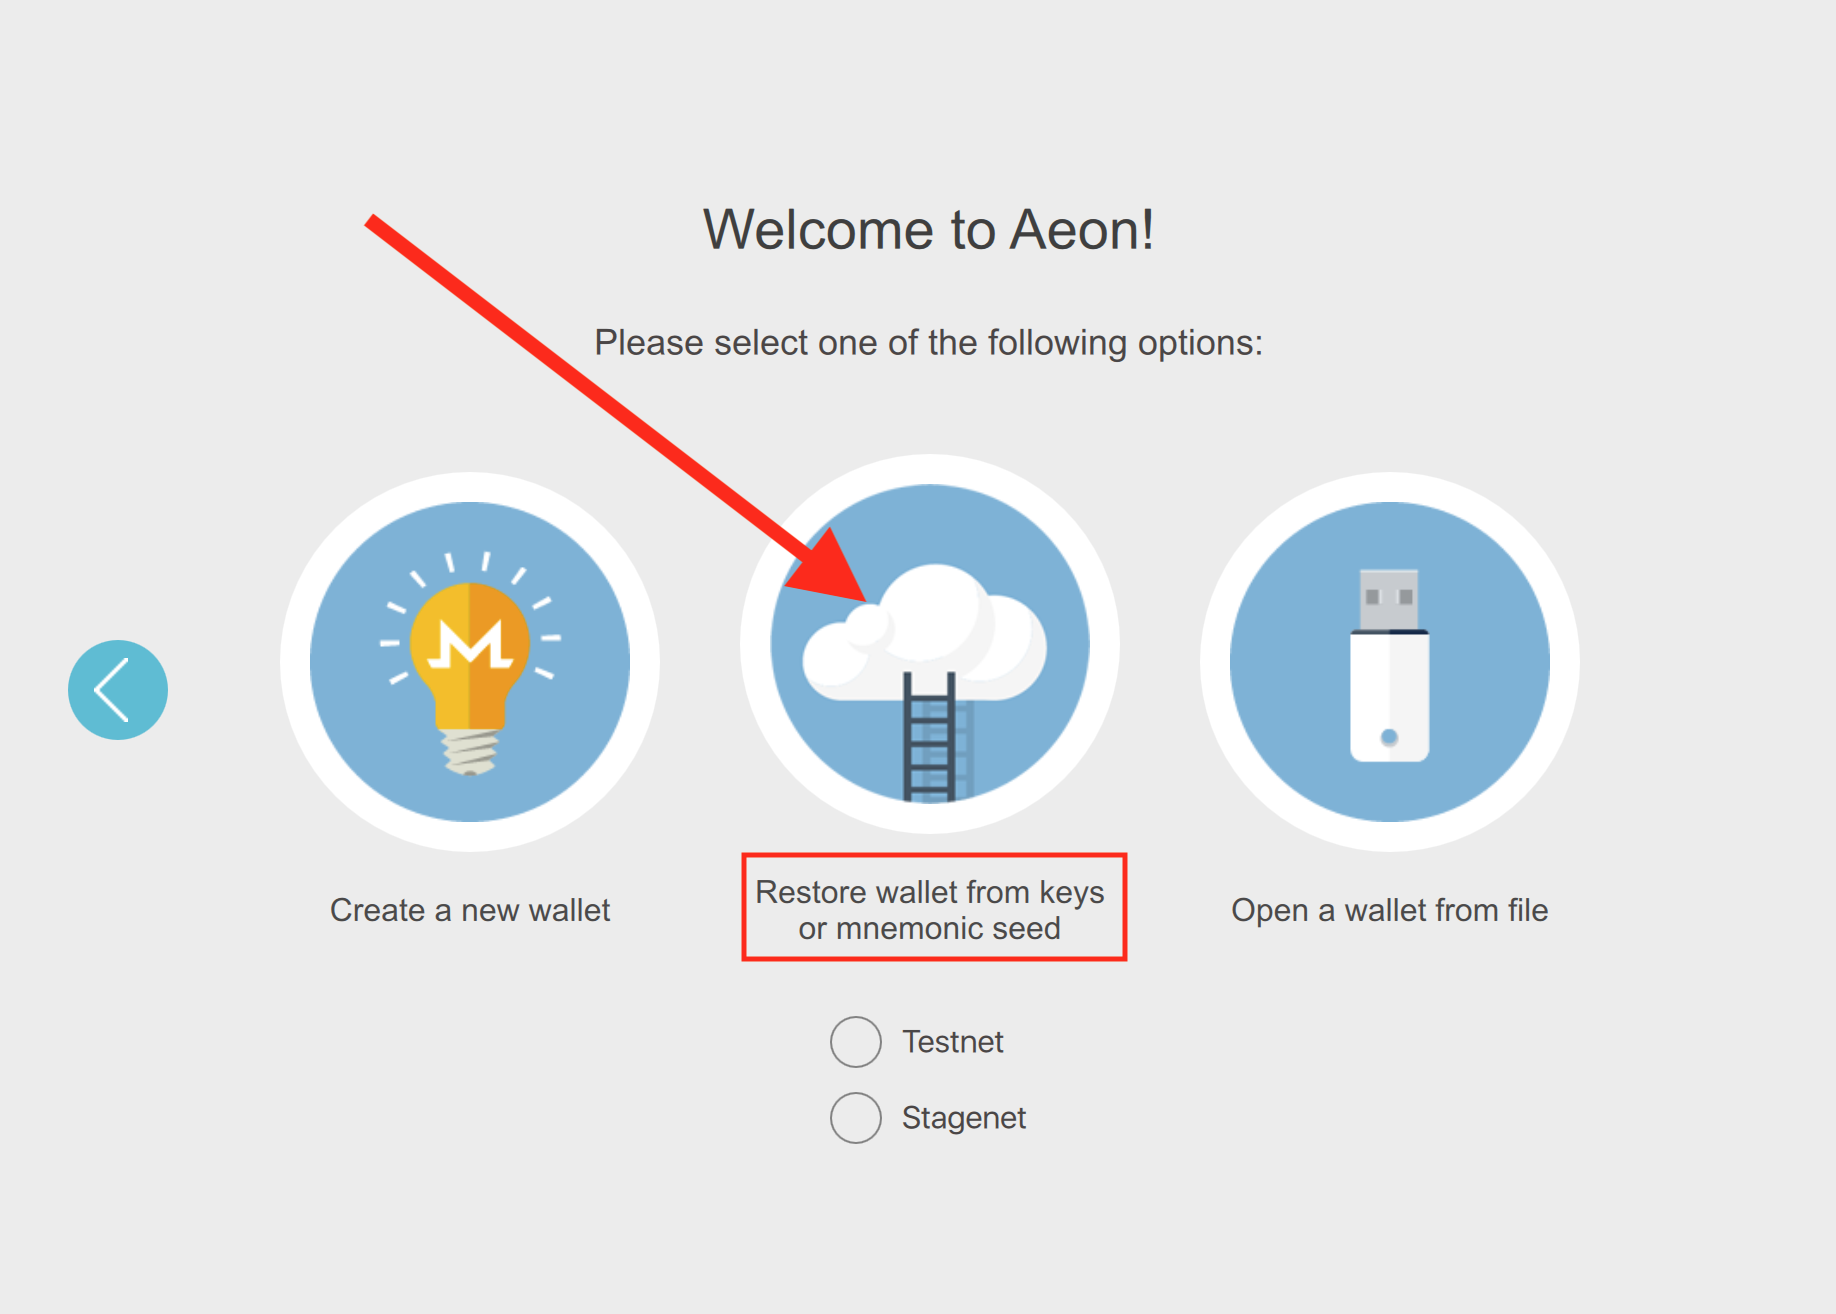 Welcome to Aeon!
Please select one of the following options:
Create a new wallet
Restore wallet from keys
or mnemonic seed
Open a wallet from file
Testnet
Stagenet